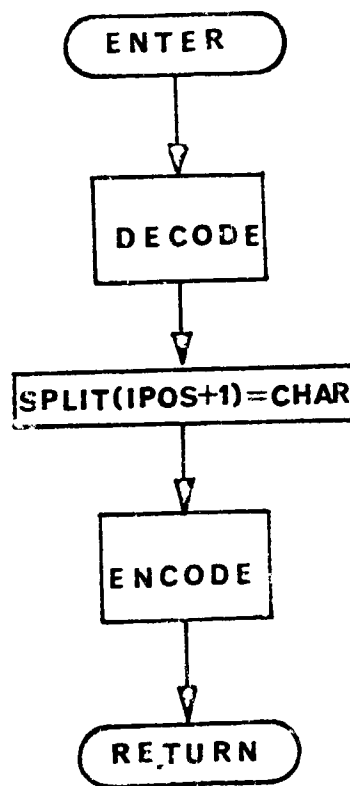 ENTER
DECODE
SPLIT(IPOS+1)=CHAR
ENCODE
RETURN